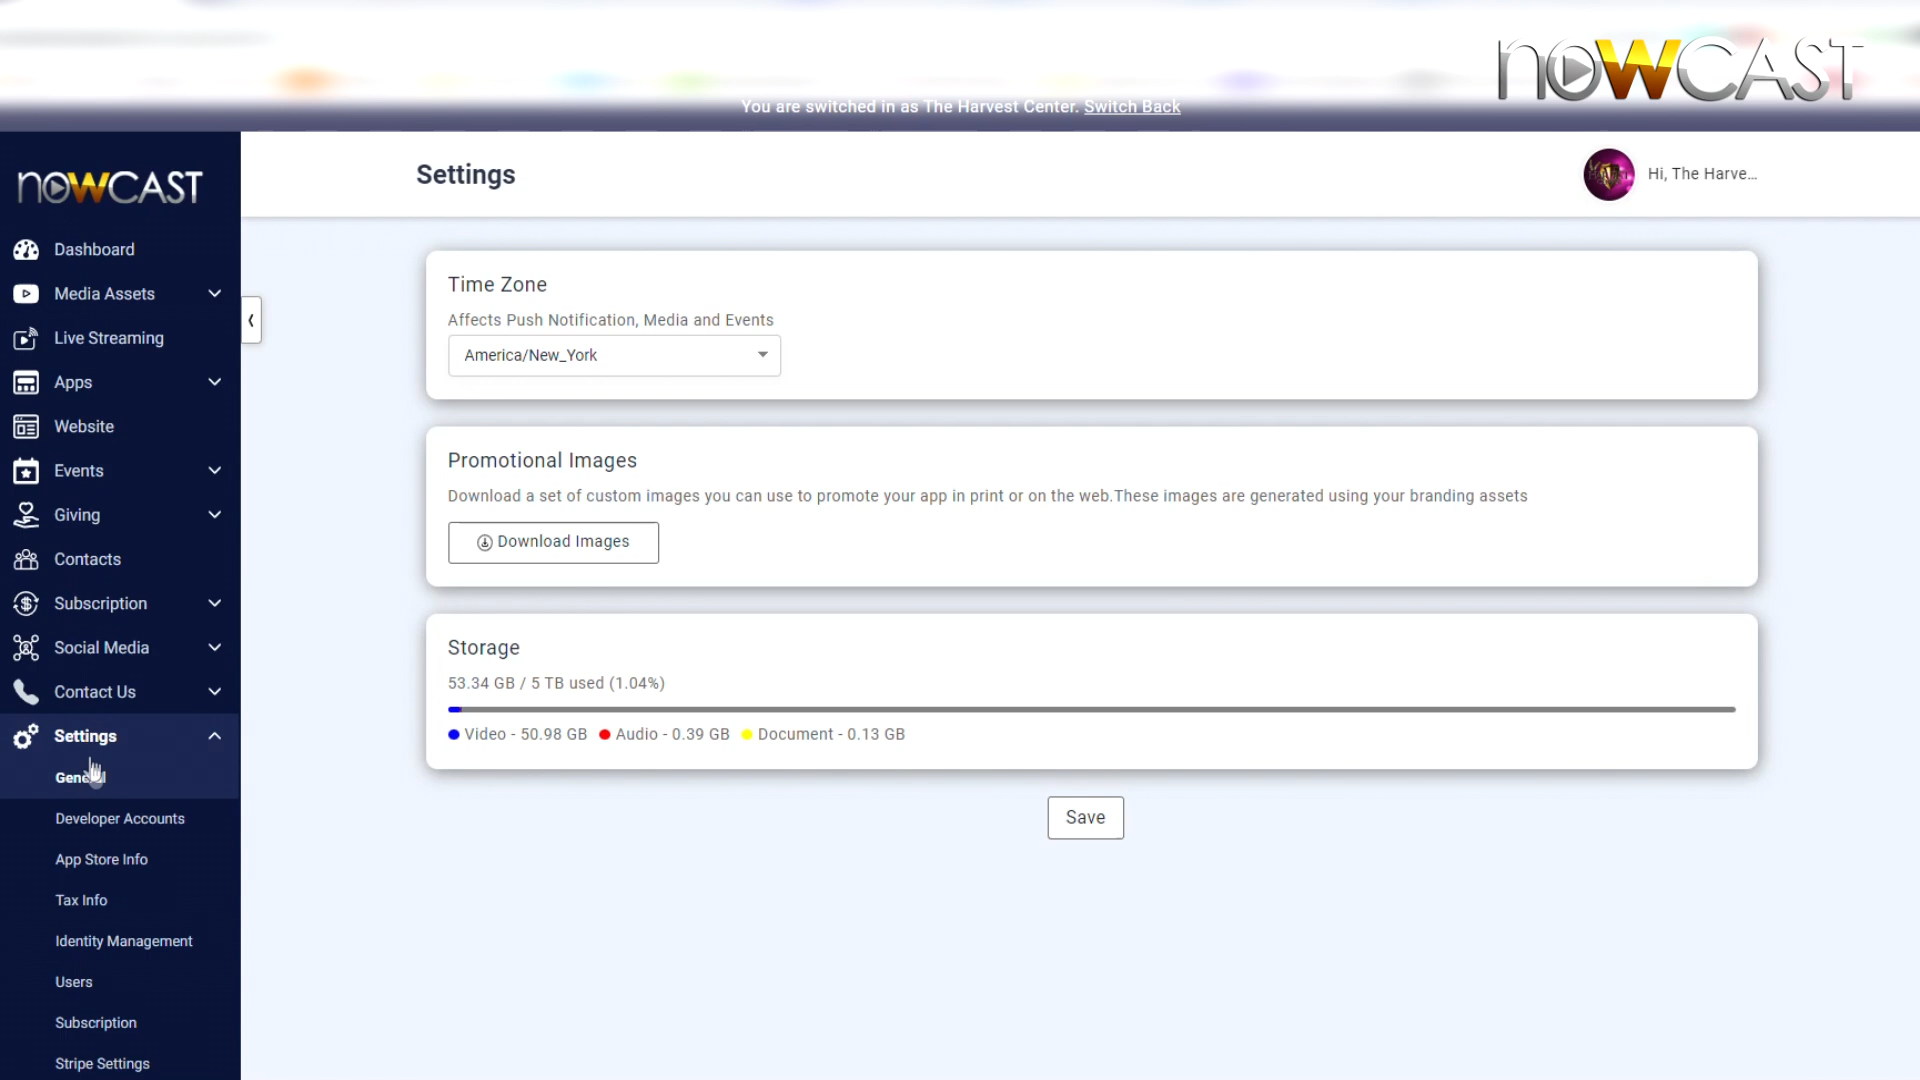 nowCAST
You are switched in as The Harvest Center. Switch Back
nowCAST
Settings
Hi, The Harve...
Dashboard
Media Assets
Live Streaming
Apps
Website
Events
Giving
Contacts
Subscription
Social Media
Contact Us
Settings
General
Developer Accounts
App Store Info
Tax Info
Identity Management
Users
Subscription
Stripe Settings
Time Zone
Affects Push Notification, Media and Events
America/New_York
Promotional Images
Download a set of custom images you can use to promote your app in print or on the web.These images are generated using your branding assets
Download Images
Storage
53.34 GB / 5 TB used (1.04%)
Video - 50.98 GB Audio - 0.39 GB Document - 0.13 GB
Save